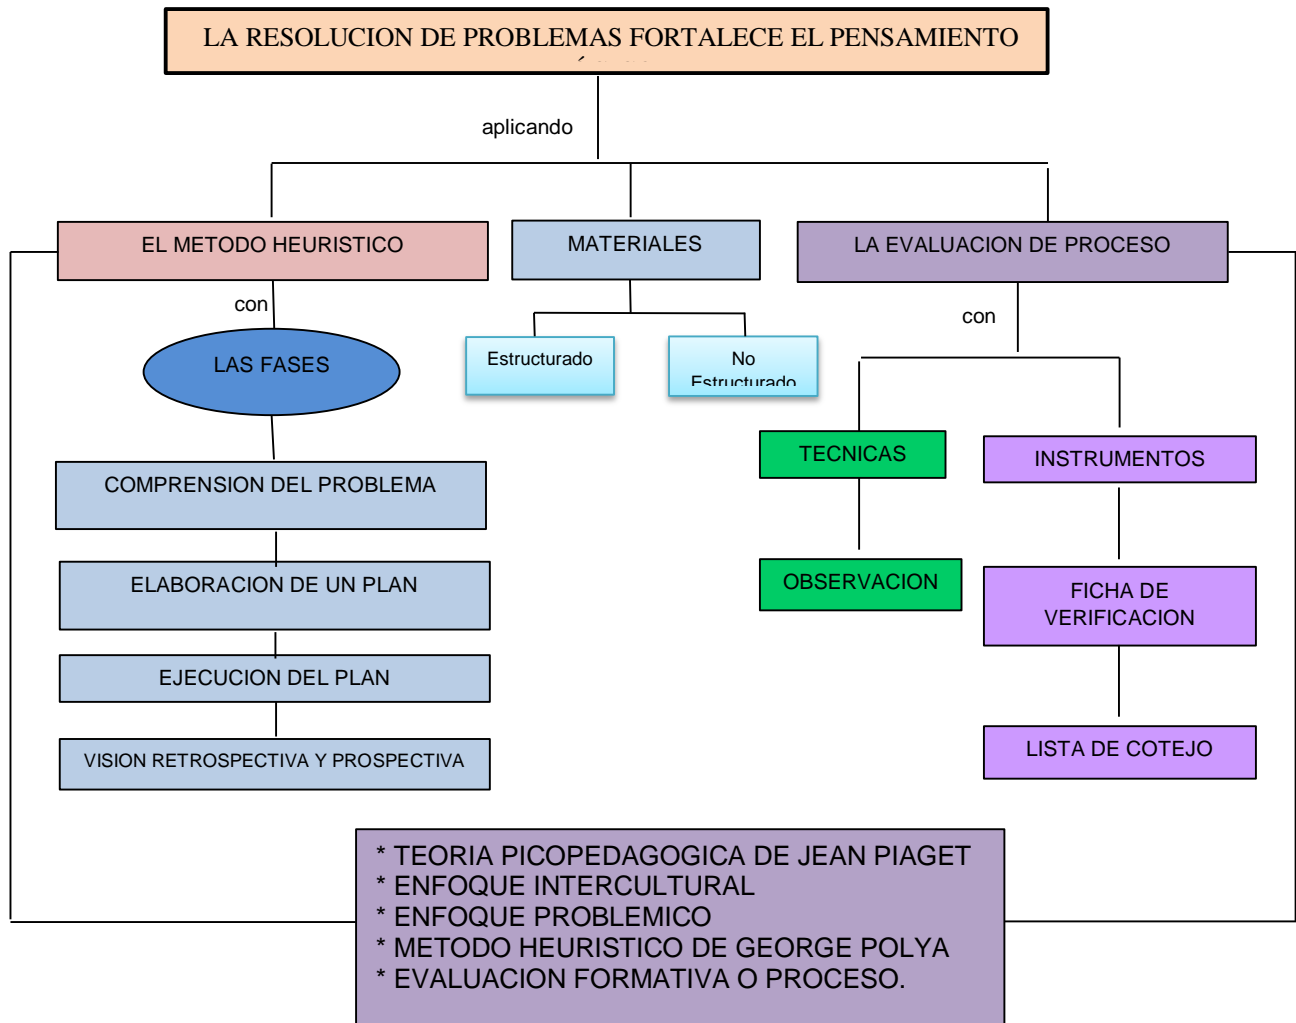 LA RESOLUCION DE PROBLEMAS FORTALECE EL PENSAMIENTO
aplicando
EL METODO HEURISTICO
MATERIALES
LA EVALUACION DE PROCESO
con
con
LAS FASES
Estructurado
No
Estructurado
TECNICAS
INSTRUMENTOS
COMPRENSION DEL PROBLEMA
ELABORACION DE UN PLAN
OBSERVACION
FICHA DE
VERIFICACION
EJECUCION DEL PLAN
VISION RETROSPECTIVA Y PROSPECTIVA
LISTA DE COTEJO
* TEORIA PICOPEDAGOGICA DE JEAN PIAGET
* ENFOQUE INTERCULTURAL
* ENFOQUE PROBLEMICO
* METODO HEURISTICO DE GEORGE POLYA
* EVALUACION FORMATIVA O PROCESO.